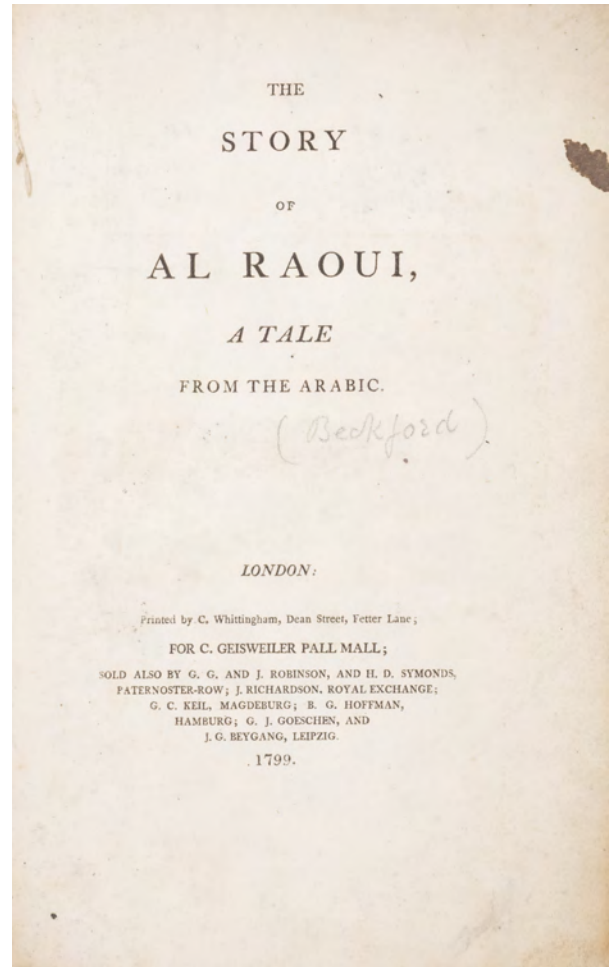 THE
STORY
OF
AL RAOUI,
A TALE
FROM THE ARABIC.
(Beckford)
LONDON:
Printed by C. Whittingham, Dean Street, Fetter Lane;
FOR C. GEISWEILER PALL MALL;
SOLD ALSO BY G. G. AND J. ROBINSON, AND H. D. SYMONDS,
PATERNOSTER-ROW; J. RICHARDSON. ROYAL EXCHANGE;
G. C. KEIL, MAGDEBURG; B. G. HOFFMAN,
HAMBURG; G. J. GOESCHEN, AND
J. G. BEYGANG, LEIPZIG.
1799.